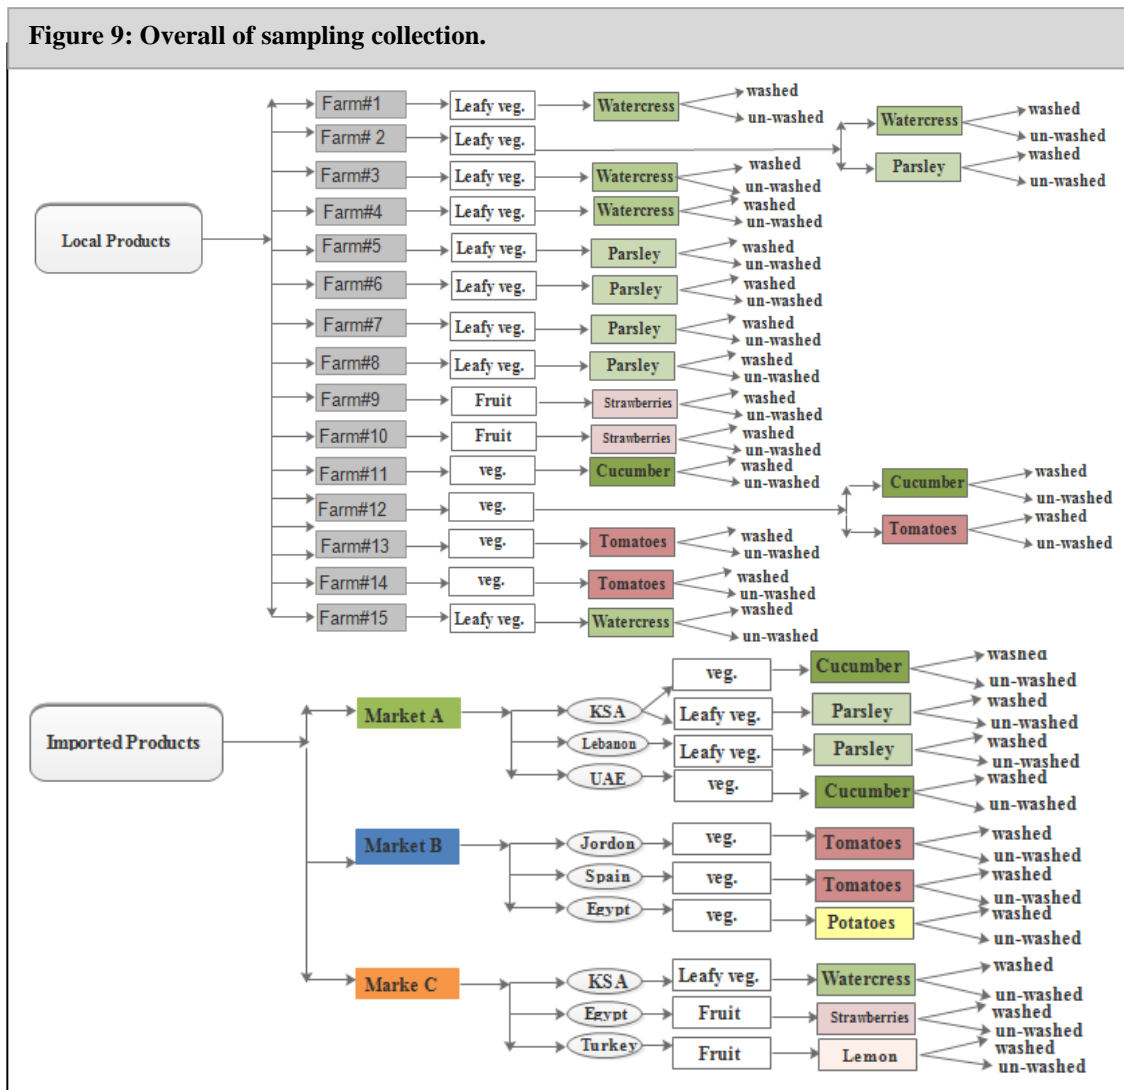 Figure 9: Overall of sampling collection.
Local Products
Farm#1 Leafy veg. Watercress washed un-washed
Farm# 2 Leafy veg. Watercress washed un-washed
Parsley washed un-washed
Farm#3 Leafy veg. Watercress washed un-washed
Farm#4 Leafy veg. Watercress washed un-washed
Farm#5 Leafy veg. Parsley washed un-washed
Farm#6 Leafy veg. Parsley washed un-washed
Farm#7 Leafy veg. Parsley washed un-washed
Farm#8 Leafy veg. Parsley washed un-washed
Farm#9 Fruit Strawberries washed un-washed
Farm#10 Fruit Strawberries washed un-washed
Farm#11 veg. Cucumber washed un-washed
Farm#12 veg. Cucumber washed un-washed
Tomatoes washed un-washed
Farm#13 veg. Tomatoes washed un-washed
Farm#14 veg. Tomatoes washed un-washed
Farm#15 Leafy veg. Watercress washed un-washed
Imported Products
Market A
KSA veg. Cucumber washed un-washed
Leafy veg. Parsley washed un-washed
Lebanon Leafy veg. Parsley washed un-washed
UAE veg. Cucumber washed un-washed
Market B
Jordon veg. Tomatoes washed un-washed
Spain veg. Tomatoes washed un-washed
Egypt veg. Potatoes washed un-washed
Marke C
KSA Leafy veg. Watercress washed un-washed
Egypt Fruit Strawberries washed un-washed
Turkey Fruit Lemon washed un-washed